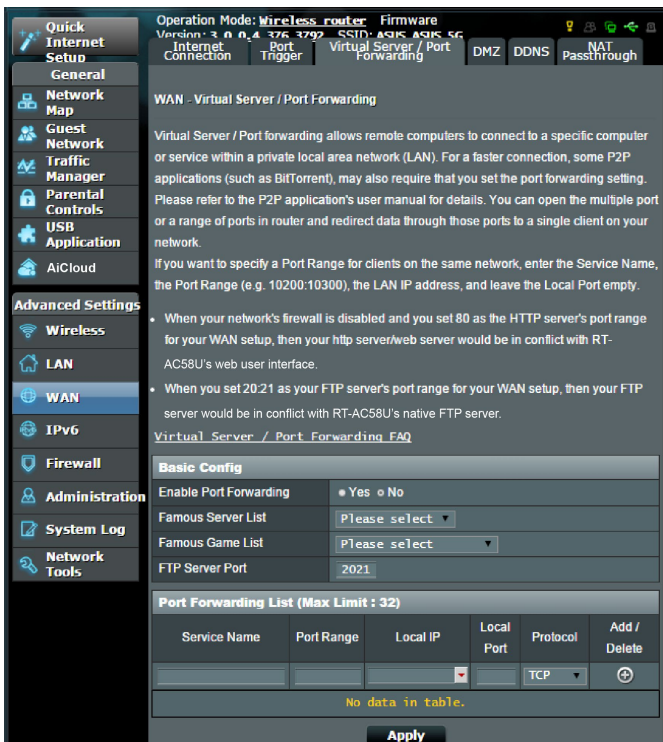 Quick Internet Setup
General
Network Map
Guest Network
Traffic Manager
Parental Controls
USB Application
AiCloud
Advanced Settings
Wireless
LAN
WAN
IPv6
Firewall
Administration
System Log
Network Tools
Operation Mode: Wireless router Firmware
Version: 3.0.0.4.376.3792 SSID: ASUS ASUS_5G
Internet Connection
Port Trigger
Virtual Server / Port Forwarding
DMZ
DDNS
NAT Passthrough
WAN - Virtual Server / Port Forwarding
Virtual Server / Port forwarding allows remote computers to connect to a specific computer
or service within a private local area network (LAN). For a faster connection, some P2P
applications (such as BitTorrent), may also require that you set the port forwarding setting.
Please refer to the P2P application's user manual for details. You can open the multiple port
or a range of ports in router and redirect data through those ports to a single client on your
network.
If you want to specify a Port Range for clients on the same network, enter the Service Name,
the Port Range (e.g. 10200:10300), the LAN IP address, and leave the Local Port empty.
• When your network's firewall is disabled and you set 80 as the HTTP server's port range
for your WAN setup, then your http server/web server would be in conflict with RT-
AC58U's web user interface.
• When you set 20:21 as your FTP server's port range for your WAN setup, then your FTP
server would be in conflict with RT-AC58U's native FTP server.
Virtual Server / Port Forwarding FAQ
Basic Config
Enable Port Forwarding Yes No
Famous Server List Please select
Famous Game List Please select
FTP Server Port 2021
Port Forwarding List (Max Limit : 32)
Service Name Port Range Local IP Local Port Protocol Add / Delete
TCP
No data in table.
Apply